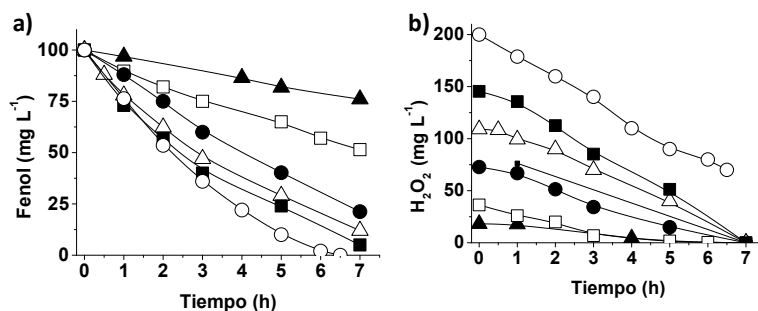 a)
100
75
50
25
0
Fenol (mg L⁻¹)
0 1 2 3 4 5 6 7
Tiempo (h)
b)
200
150
100
50
0
H₂O₂ (mg L⁻¹)
0 1 2 3 4 5 6 7
Tiempo (h)